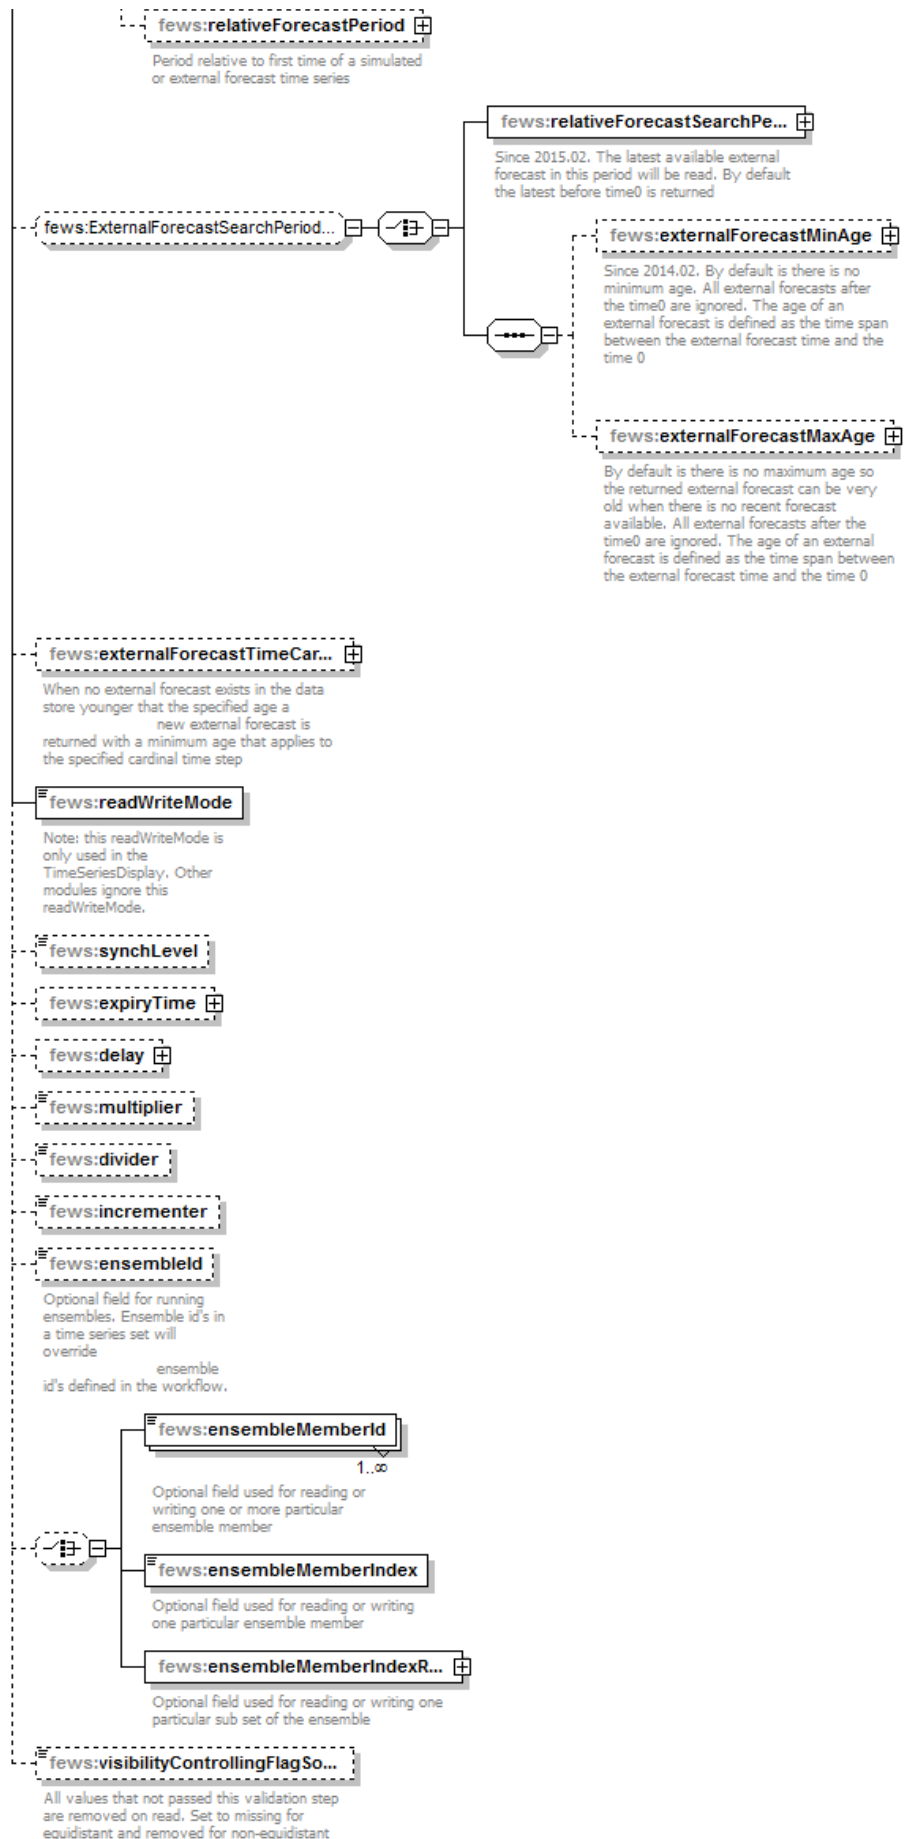 fews:relativeForecastPeriod
Period relative to first time of a simulated
or external forecast time series
fews:relativeForecastSearchPe...
Since 2015.02. The latest available external
forecast in this period will be read. By default
the latest before time0 is returned
fews:ExternalForecastSearchPeriod...
fews:externalForecastMinAge
Since 2014.02. By default is there is no
minimum age. All external forecasts after
the time0 are ignored. The age of an
external forecast is defined as the time span
between the external forecast time and the
time 0
fews:externalForecastMaxAge
By default is there is no maximum age so
the returned external forecast can be very
old when there is no recent forecast
available. All external forecasts after the
time0 are ignored. The age of an external
forecast is defined as the time span between
the external forecast time and the time 0
fews:externalForecastTimeCar...
When no external forecast exists in the data
store younger that the specified age a
new external forecast is
returned with a minimum age that applies to
the specified cardinal time step
fews:readWriteMode
Note: this readWriteMode is
only used in the
TimeSeriesDisplay. Other
modules ignore this
readWriteMode.
fews:synchLevel
fews:expiryTime
fews:delay
fews:multiplier
fews:divider
fews:incrementer
fews:ensembleId
Optional field for running
ensembles. Ensemble id's in
a time series set will
override
ensemble
id's defined in the workflow.
fews:ensembleMemberId
1..∞
Optional field used for reading or
writing one or more particular
ensemble member
fews:ensembleMemberIndex
Optional field used for reading or writing
one particular ensemble member
fews:ensembleMemberIndexR...
Optional field used for reading or writing one
particular sub set of the ensemble
fews:visibilityControllingFlagSo...
All values that not passed this validation step
are removed on read. Set to missing for
equidistant and removed for non-equidistant